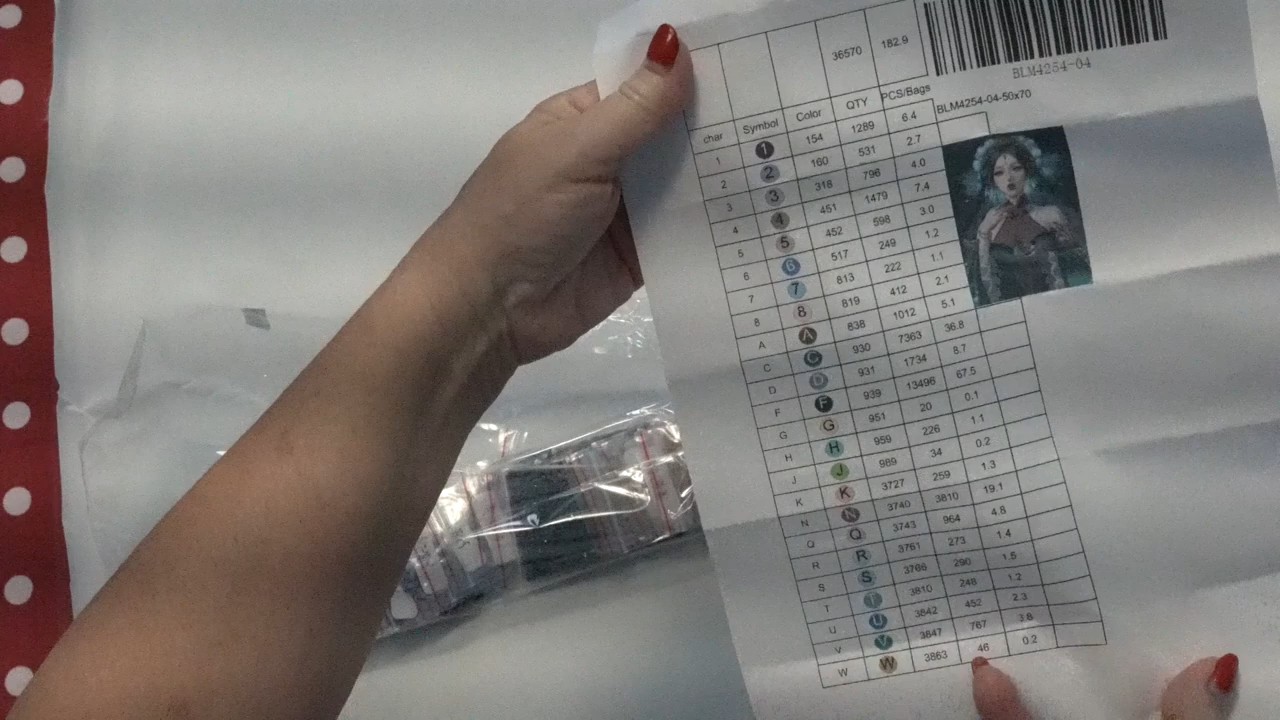 36570 182.9
BLM4254-04
char Symbol Color QTY PCS/Bags BLM4254-04-50x70
1 1 154 1289 6.4
2 2 160 531 2.7
3 3 318 796 4.0
4 4 451 1479 7.4
5 5 452 598 3.0
6 6 517 249 1.2
7 7 813 222 1.1
8 8 819 412 2.1
A A 838 1012 5.1
C C 930 7363 36.8
D D 931 1734 8.7
F F 939 13496 67.5
G G 951 20 0.1
H H 959 226 1.1
J J 989 34 0.2
K K 3727 259 1.3
N N 3740 3810 19.1
Q Q 3743 964 4.8
R R 3761 273 1.4
S S 3766 290 1.5
T T 3810 248 1.2
U U 3842 452 2.3
V V 3847 767 3.8
W W 3863 46 0.2